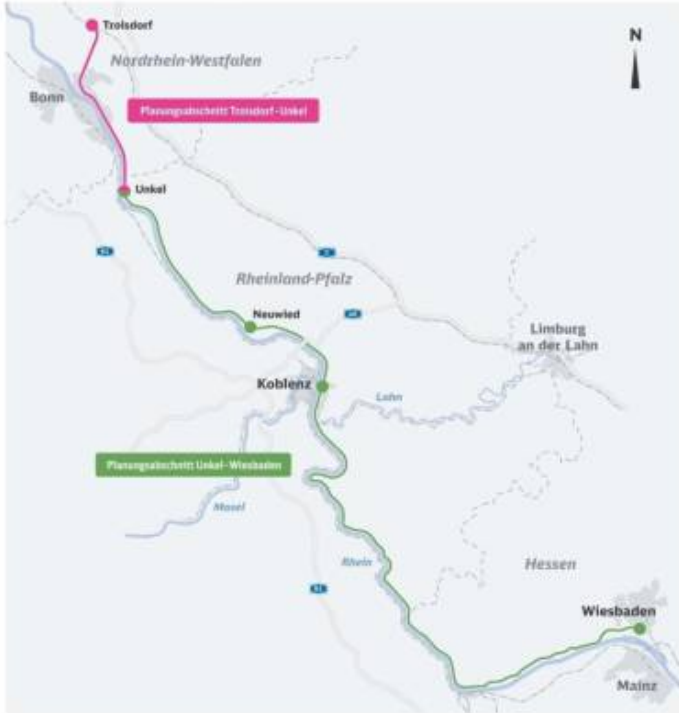 Troisdorf
Nordrhein-Westfalen
N
Bonn
Planungsabschnitt Troisdorf - Unkel
Unkel
Rheinland-Pfalz
Neuwied
Limburg
an der Lahn
Koblenz
Lahn
Planungsabschnitt Unkel - Wiesbaden
Mosel
Rhein
Hessen
Wiesbaden
Mainz